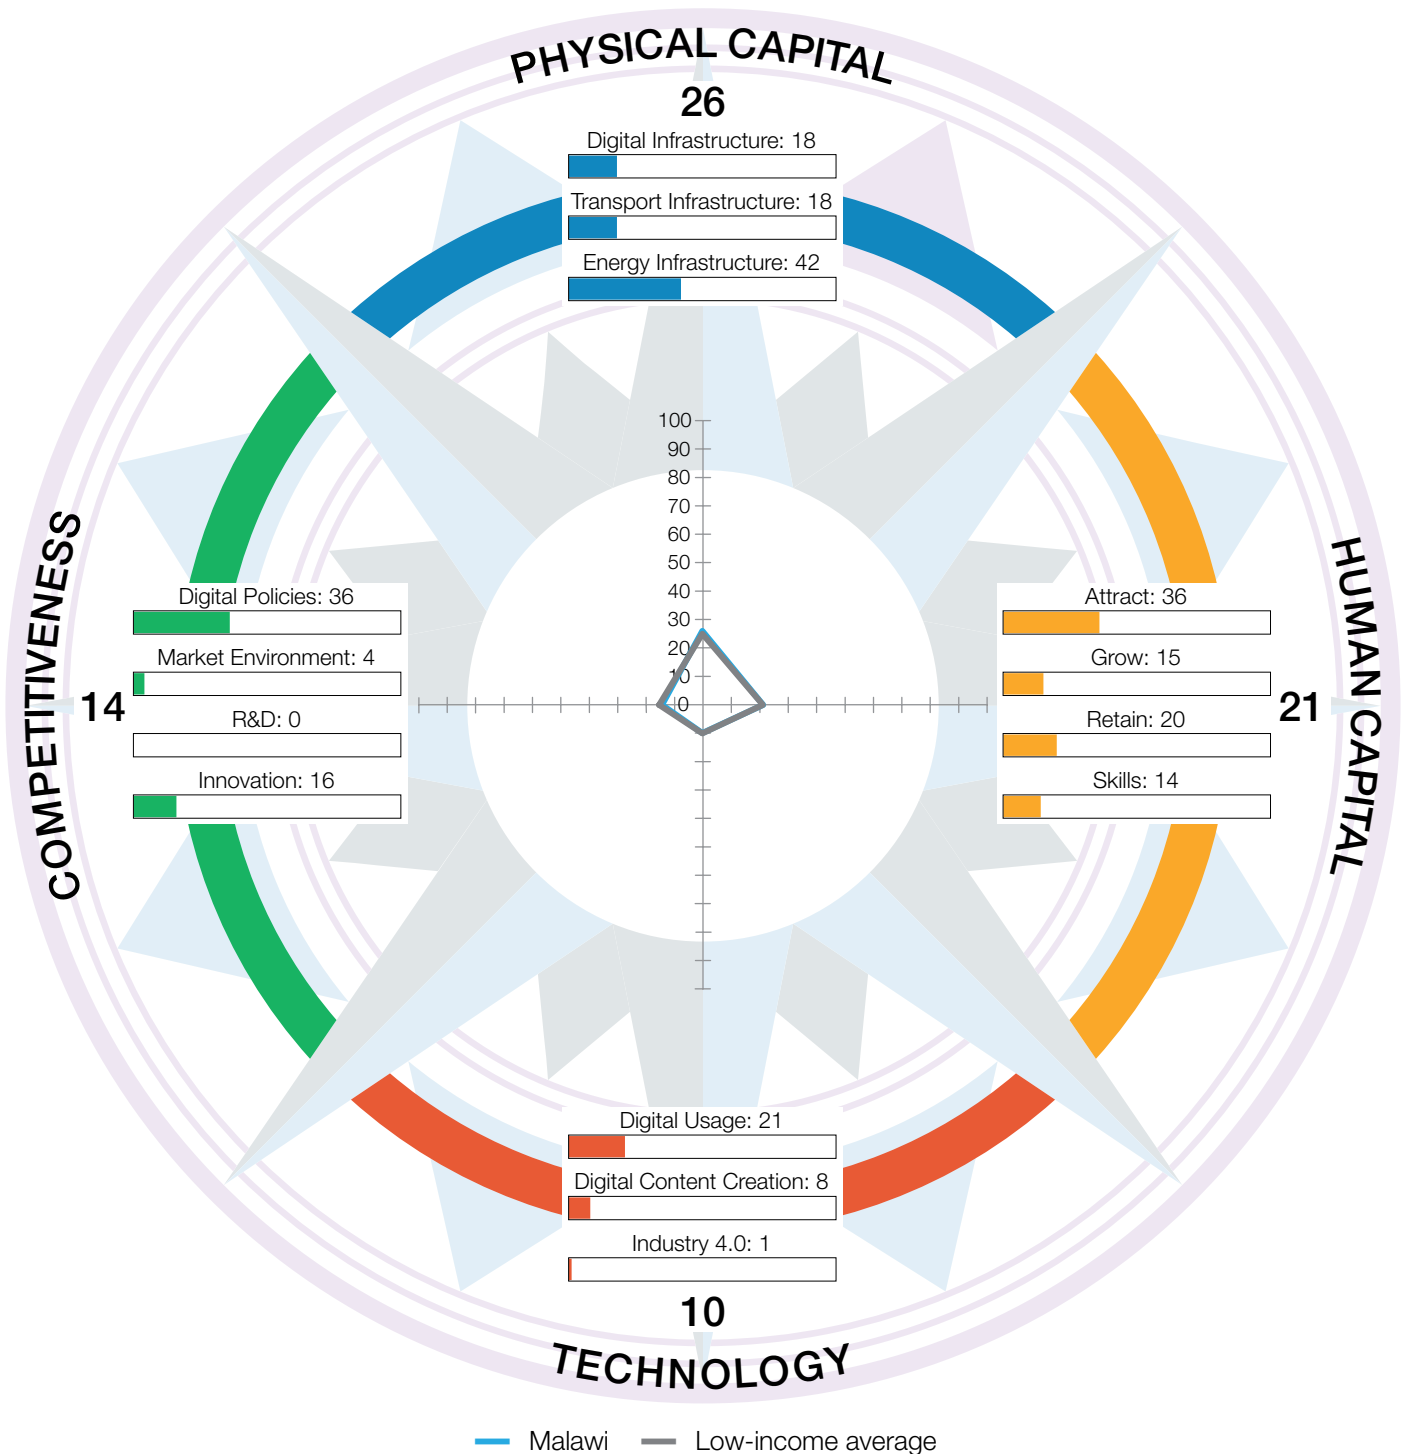 PHYSICAL CAPITAL
26
Digital Infrastructure: 18
Transport Infrastructure: 18
Energy Infrastructure: 42
100
90
80
70
60
50
40
30
20
10
0
COMPETITIVENESS
14
Digital Policies: 36
Market Environment: 4
R&D: 0
Innovation: 16
HUMAN CAPITAL
21
Attract: 36
Grow: 15
Retain: 20
Skills: 14
Digital Usage: 21
Digital Content Creation: 8
Industry 4.0: 1
10
TECHNOLOGY
Malawi
Low-income average